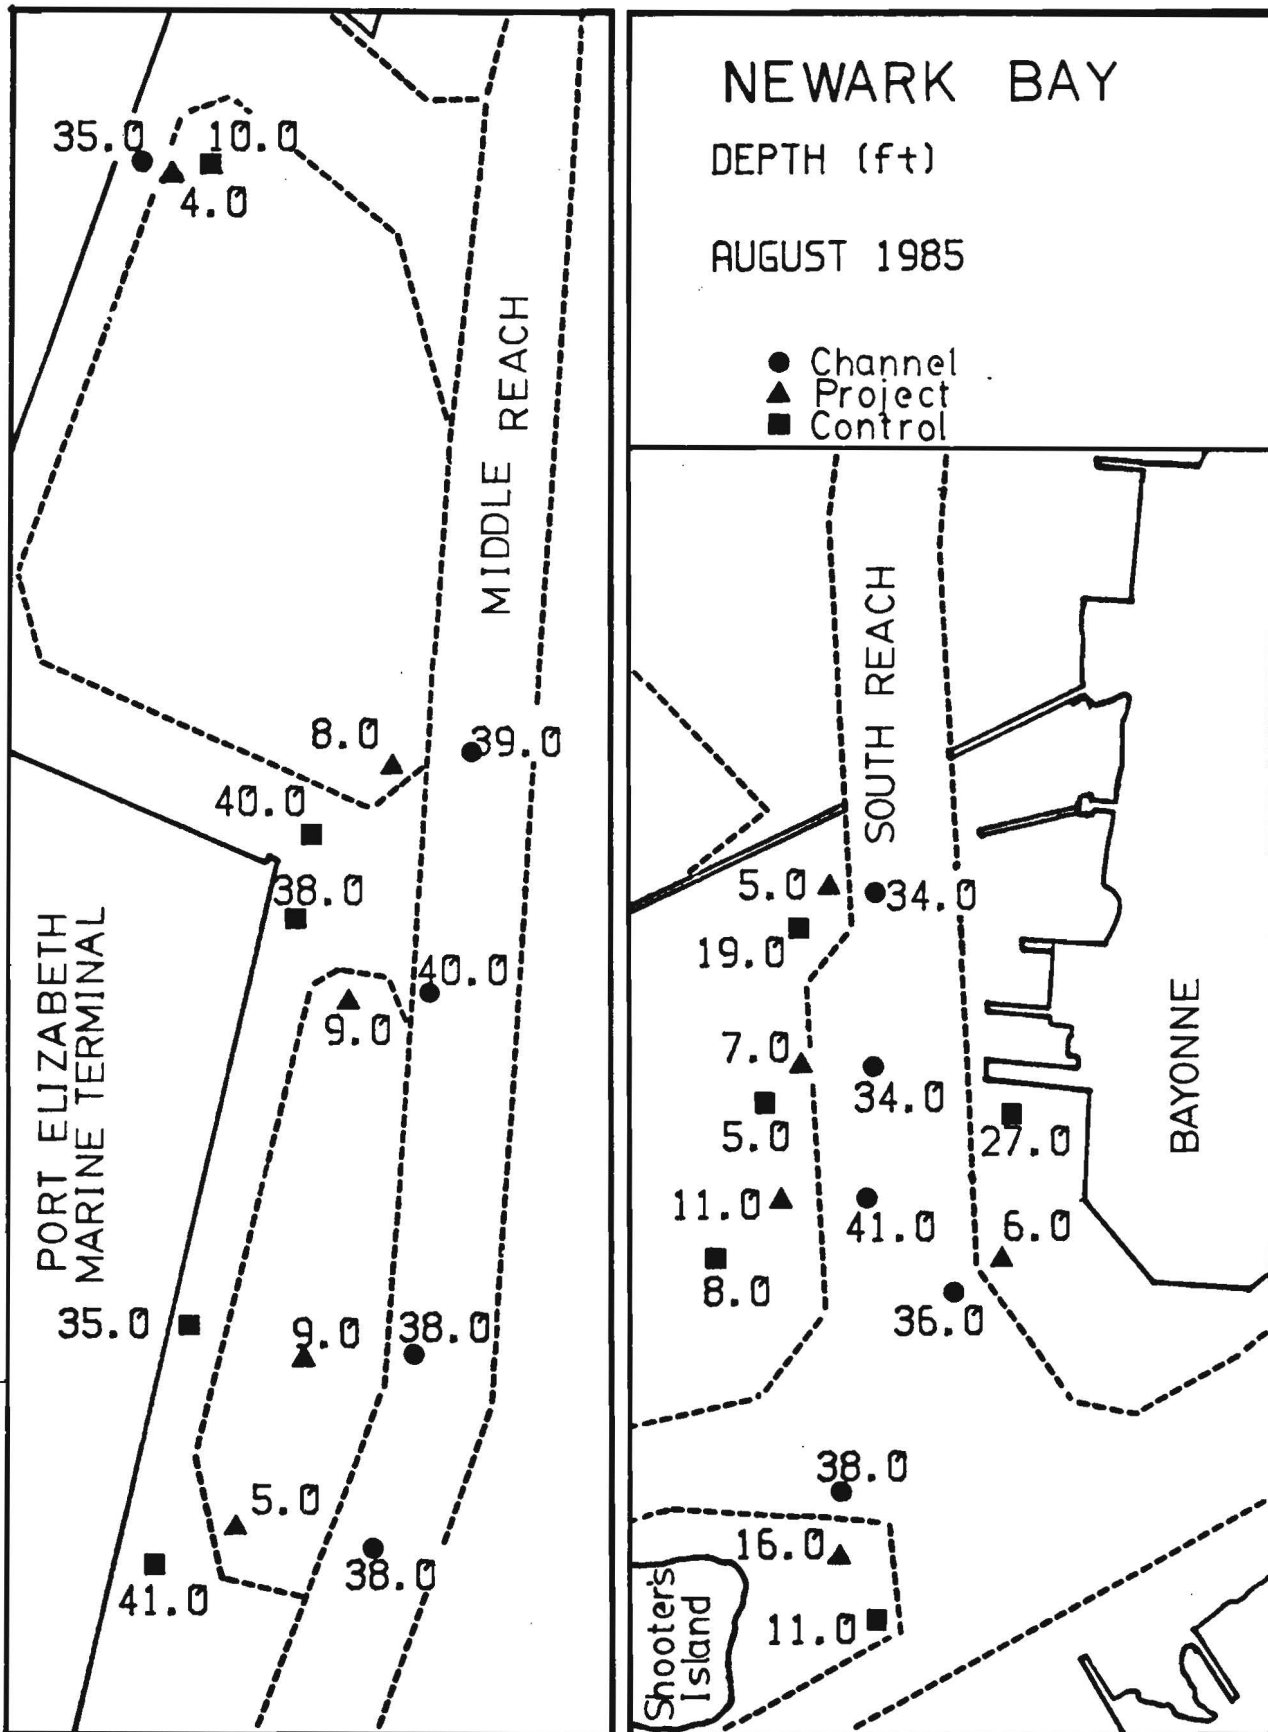 35.0
10.0
4.0
MIDDLE REACH
8.0
39.0
40.0
38.0
40.0
9.0
PORT ELIZABETH
MARINE TERMINAL
35.0
9.0
38.0
5.0
41.0
38.0
NEWARK BAY
DEPTH (ft)
AUGUST 1985
Channel
Project
Control
SOUTH REACH
5.0
34.0
19.0
7.0
34.0
5.0
27.0
BAYONNE
11.0
41.0
6.0
8.0
36.0
38.0
16.0
11.0
Shooter's
Island